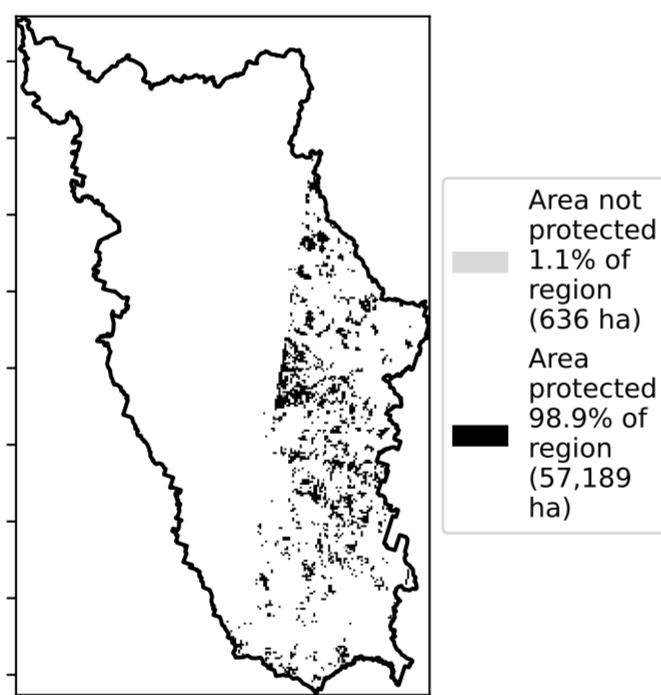 Area not
protected
1.1% of
region
(636 ha)
Area
protected
98.9% of
region
(57,189
ha)